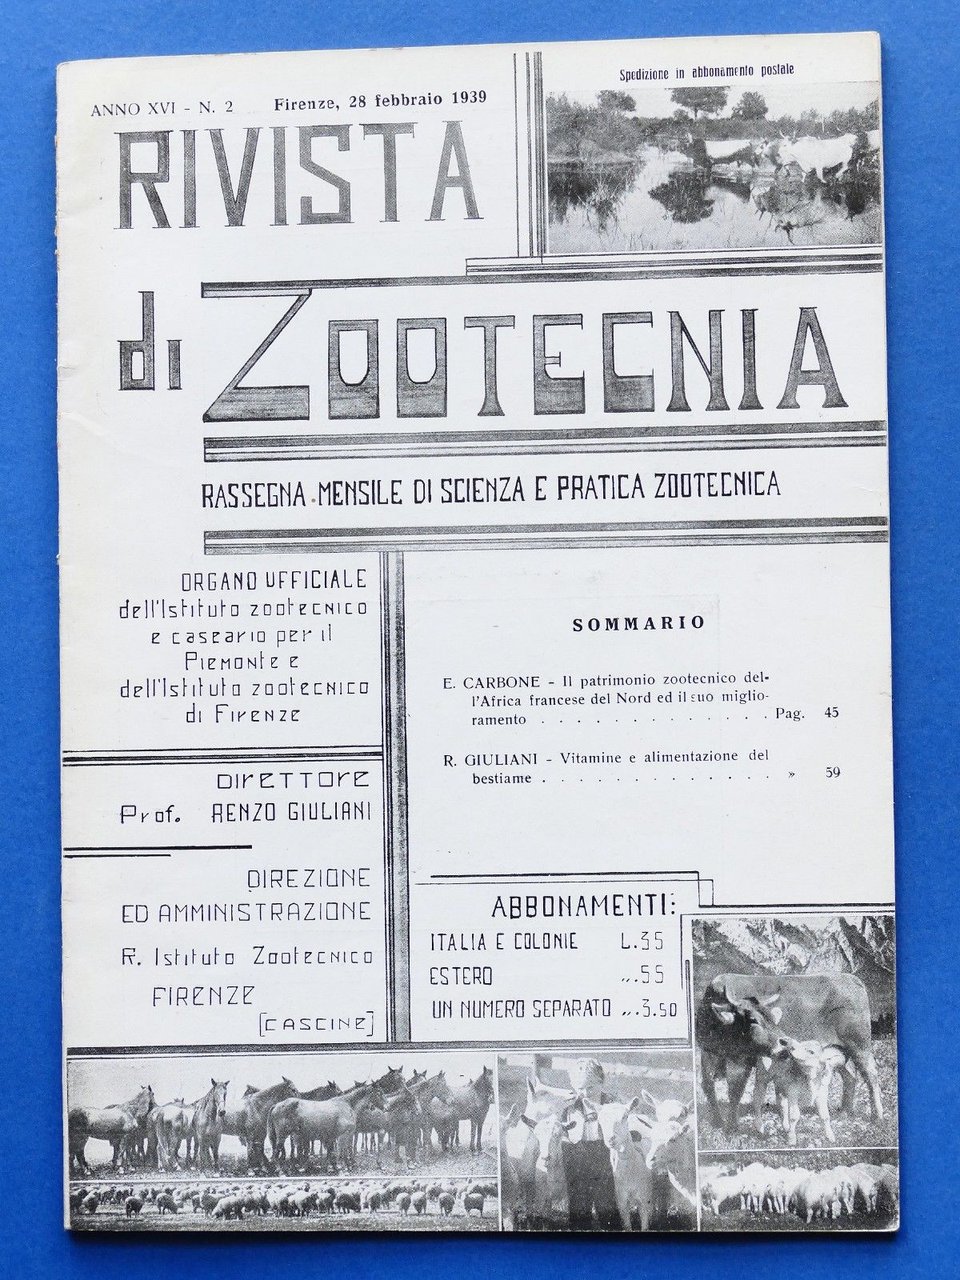 Spedizione in abbonamento postale
ANNO XVI - N. 2 Firenze, 28 febbraio 1939
RIVISTA
di ZOOTECNIA
RASSEGNA MENSILE DI SCIENZA E PRATICA ZOOTECNICA
ORGANO UFFICIALE
dell'Istituto zootecnico
e caseario per il
Piemonte e
dell'Istituto zootecnico
di Firenze
DIRETTORE
Prof. RENZO GIULIANI
DIREZIONE
ED AMMINISTRAZIONE
R. Istituto Zootecnico
FIRENZE
[CASCINE]
SOMMARIO
E. CARBONE - Il patrimonio zootecnico del-
l'Africa francese del Nord ed il suo miglio-
ramento . . . . . . . . . . . . . Pag. 45
R. GIULIANI - Vitamine e alimentazione del
bestiame . . . . . . . . . . . . . » 59
ABBONAMENTI:
ITALIA E COLONIE L.35
ESTERO ,,.55
UN NUMERO SEPARATO ,,.3.50